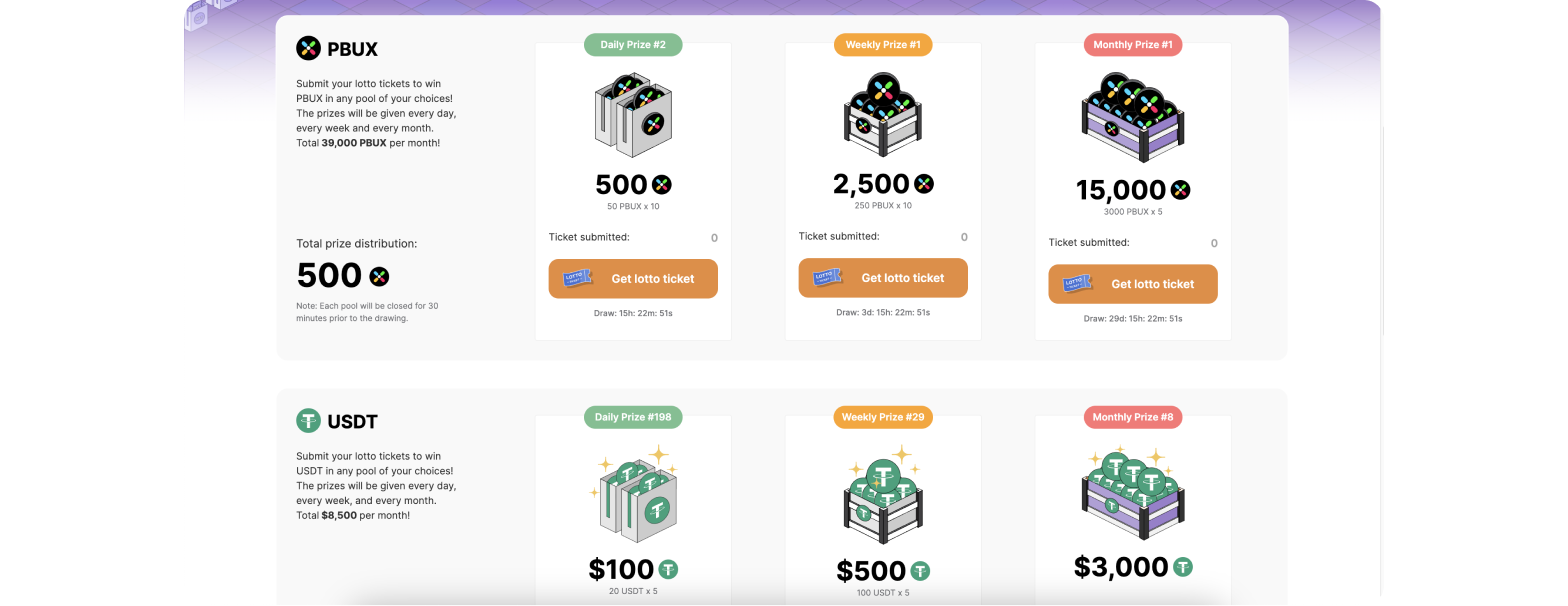 PBUX
Submit your lotto tickets to win
PBUX in any pool of your choices!
The prizes will be given every day,
every week and every month.
Total 39,000 PBUX per month!
Total prize distribution:
500
Note: Each pool will be closed for 30
minutes prior to the drawing.
Daily Prize #2
500
50 PBUX x 10
Ticket submitted: 0
LOTTO
Get lotto ticket
Draw: 15h: 22m: 51s
Weekly Prize #1
2,500
250 PBUX x 10
Ticket submitted: 0
LOTTO
Get lotto ticket
Draw: 3d: 15h: 22m: 51s
Monthly Prize #1
15,000
3000 PBUX x 5
Ticket submitted: 0
LOTTO
Get lotto ticket
Draw: 29d: 15h: 22m: 51s
USDT
Submit your lotto tickets to win
USDT in any pool of your choices!
The prizes will be given every day,
every week, and every month.
Total $8,500 per month!
Daily Prize #198
$100
20 USDT x 5
Weekly Prize #29
$500
100 USDT x 5
Monthly Prize #8
$3,000